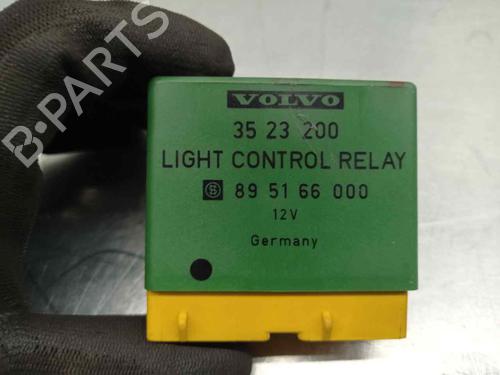 B-PARTS
VOLVO
35 23 200
LIGHT CONTROL RELAY
89 51 66 000
12V
Germany